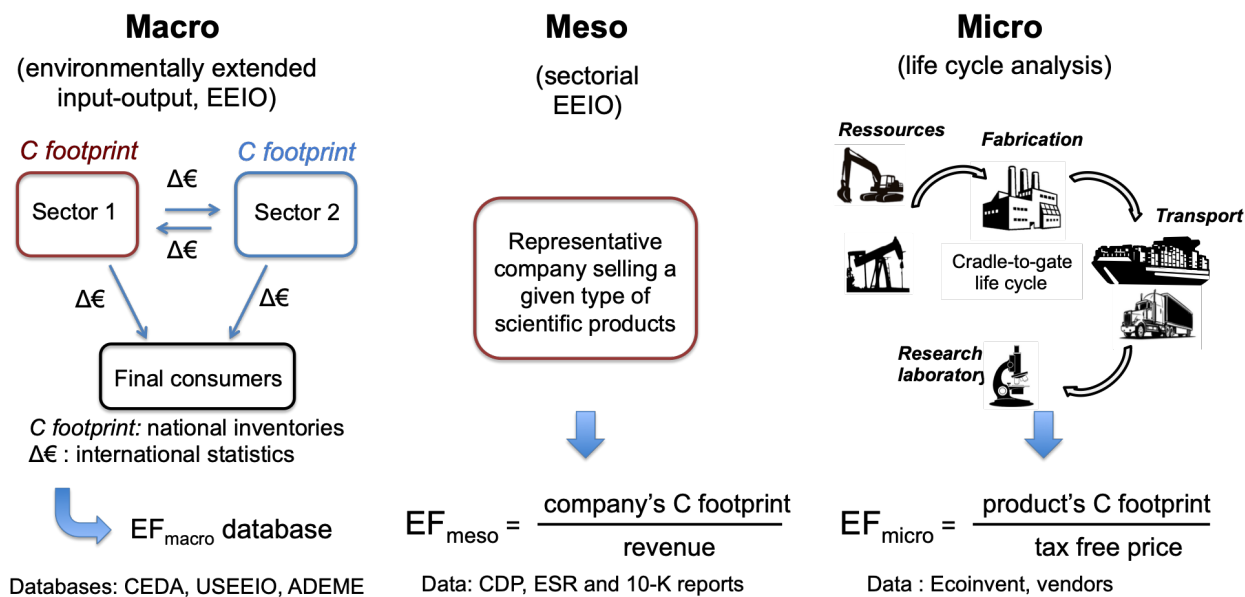 Macro
(environmentally extended
input-output, EEIO)
C footprint
C footprint
Sector 1
Δ€
Sector 2
Δ€
Δ€
Δ€
Final consumers
C footprint: national inventories
Δ€ : international statistics
EFmacro database
Databases: CEDA, USEEIO, ADEME
Meso
(sectorial
EEIO)
Representative
company selling a
given type of
scientific products
EFmeso = company's C footprint
revenue
Data: CDP, ESR and 10-K reports
Micro
(life cycle analysis)
Ressources
Fabrication
Transport
Cradle-to-gate
life cycle
Research
laboratory
EFmicro = product's C footprint
tax free price
Data : Ecoinvent, vendors